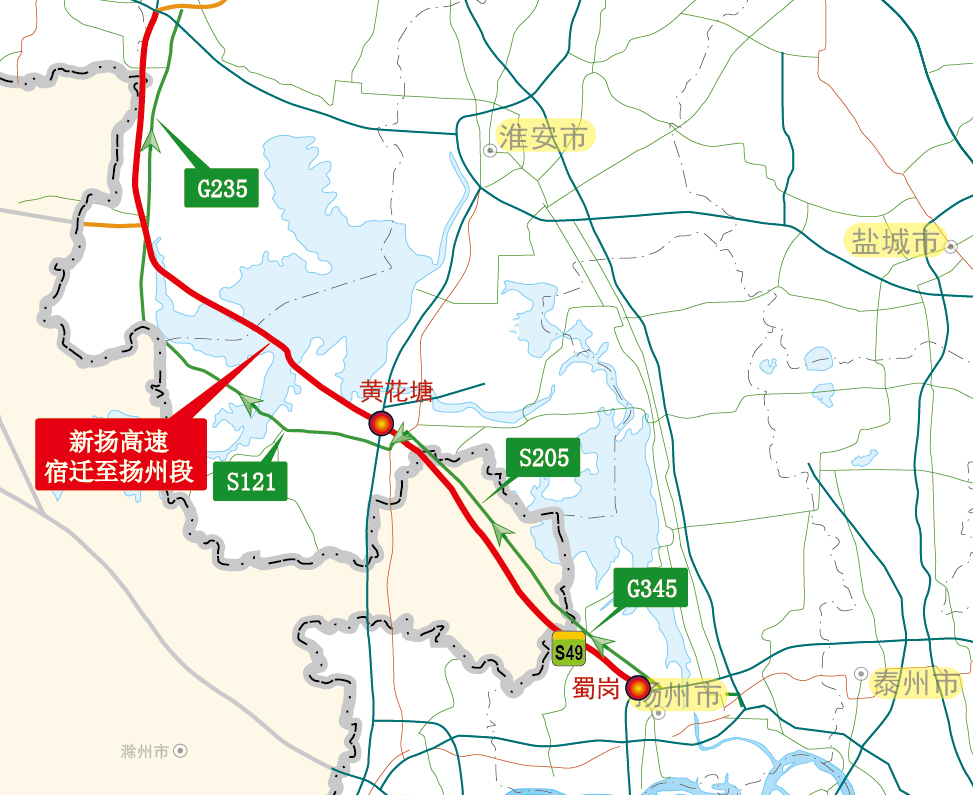 淮安市
G235
盐城市
黄花塘
新扬高速
宿迁至扬州段
S121
S205
G345
S49
蜀岗
扬州市
泰州市
滁州市